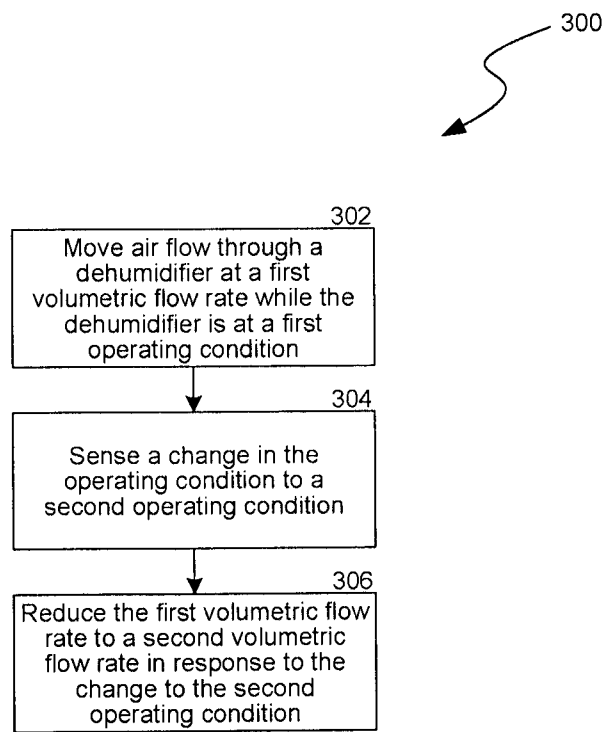 300
302
Move air flow through a
dehumidifier at a first
volumetric flow rate while the
dehumidifier is at a first
operating condition
304
Sense a change in the
operating condition to a
second operating condition
306
Reduce the first volumetric flow
rate to a second volumetric
flow rate in response to the
change to the second
operating condition